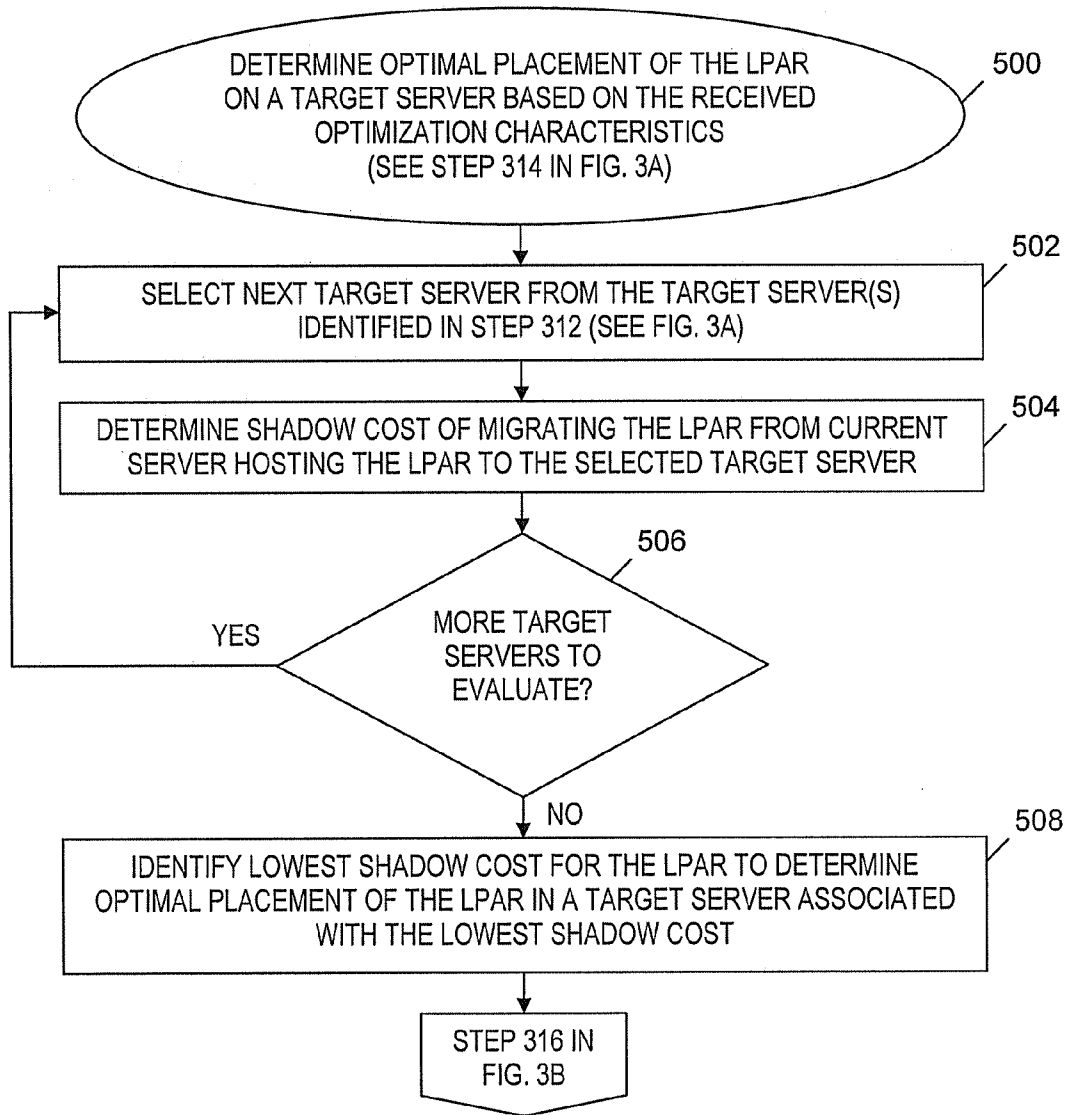 DETERMINE OPTIMAL PLACEMENT OF THE LPAR
ON A TARGET SERVER BASED ON THE RECEIVED
OPTIMIZATION CHARACTERISTICS
(SEE STEP 314 IN FIG. 3A)
500
502
SELECT NEXT TARGET SERVER FROM THE TARGET SERVER(S)
IDENTIFIED IN STEP 312 (SEE FIG. 3A)
504
DETERMINE SHADOW COST OF MIGRATING THE LPAR FROM CURRENT
SERVER HOSTING THE LPAR TO THE SELECTED TARGET SERVER
506
YES
MORE TARGET
SERVERS TO
EVALUATE?
NO
508
IDENTIFY LOWEST SHADOW COST FOR THE LPAR TO DETERMINE
OPTIMAL PLACEMENT OF THE LPAR IN A TARGET SERVER ASSOCIATED
WITH THE LOWEST SHADOW COST
STEP 316 IN
FIG. 3B